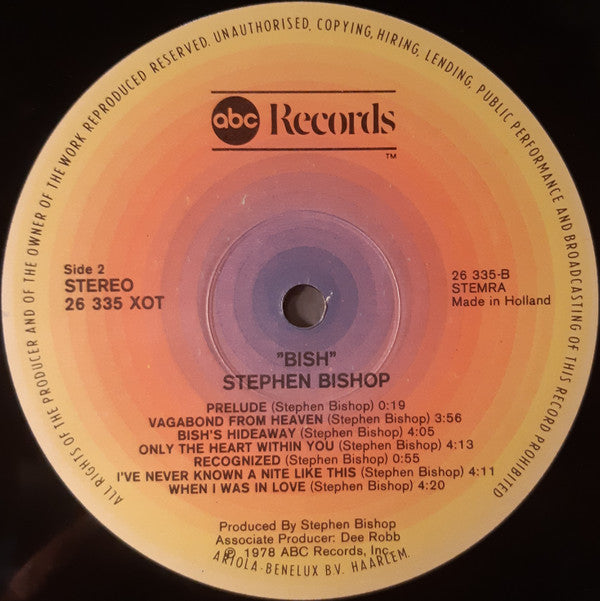 ALL RIGHTS OF THE PRODUCER AND OF THE OWNER OF THE WORK REPRODUCED RESERVED. UNAUTHORISED, COPYING, HIRING, LENDING, PUBLIC PERFORMANCE AND BROADCASTING OF THIS RECORD PROHIBITED
abc Records
TM
Side 2
STEREO
26 335 XOT
26 335-B
STEMRA
Made in Holland
"BISH"
STEPHEN BISHOP
PRELUDE (Stephen Bishop) 0:19
VAGABOND FROM HEAVEN (Stephen Bishop) 3:56
BISH'S HIDEAWAY (Stephen Bishop) 4:05
ONLY THE HEART WITHIN YOU (Stephen Bishop) 4:13
RECOGNIZED (Stephen Bishop) 0:55
I'VE NEVER KNOWN A NITE LIKE THIS (Stephen Bishop) 4:11
WHEN I WAS IN LOVE (Stephen Bishop) 4:20
Produced By Stephen Bishop
Associate Producer: Dee Robb
℗ 1978 ABC Records, Inc.
ARIOLA-BENELUX B.V. HAARLEM.